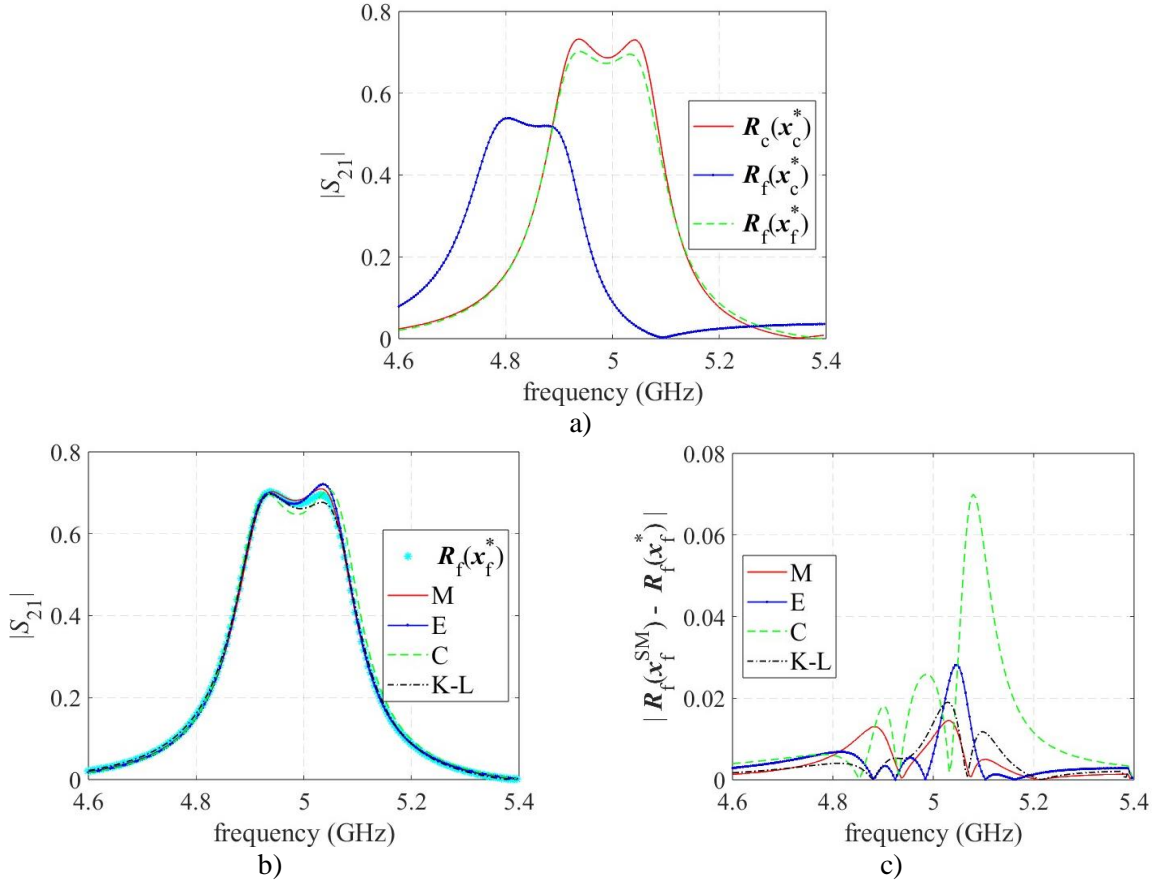 0.8
0.6
0.4
0.2
0
|S21|
4.6 4.8 5 5.2 5.4
frequency (GHz)
Rc(xc*)
Rf(xc*)
Rf(xf*)
a)
0.8
0.6
0.4
0.2
0
|S21|
4.6 4.8 5 5.2 5.4
frequency (GHz)
Rf(xf*)
M
E
C
K-L
b)
0.08
0.06
0.04
0.02
0
| Rf(xfSM) - Rf(xf*) |
4.6 4.8 5 5.2 5.4
frequency (GHz)
M
E
C
K-L
c)